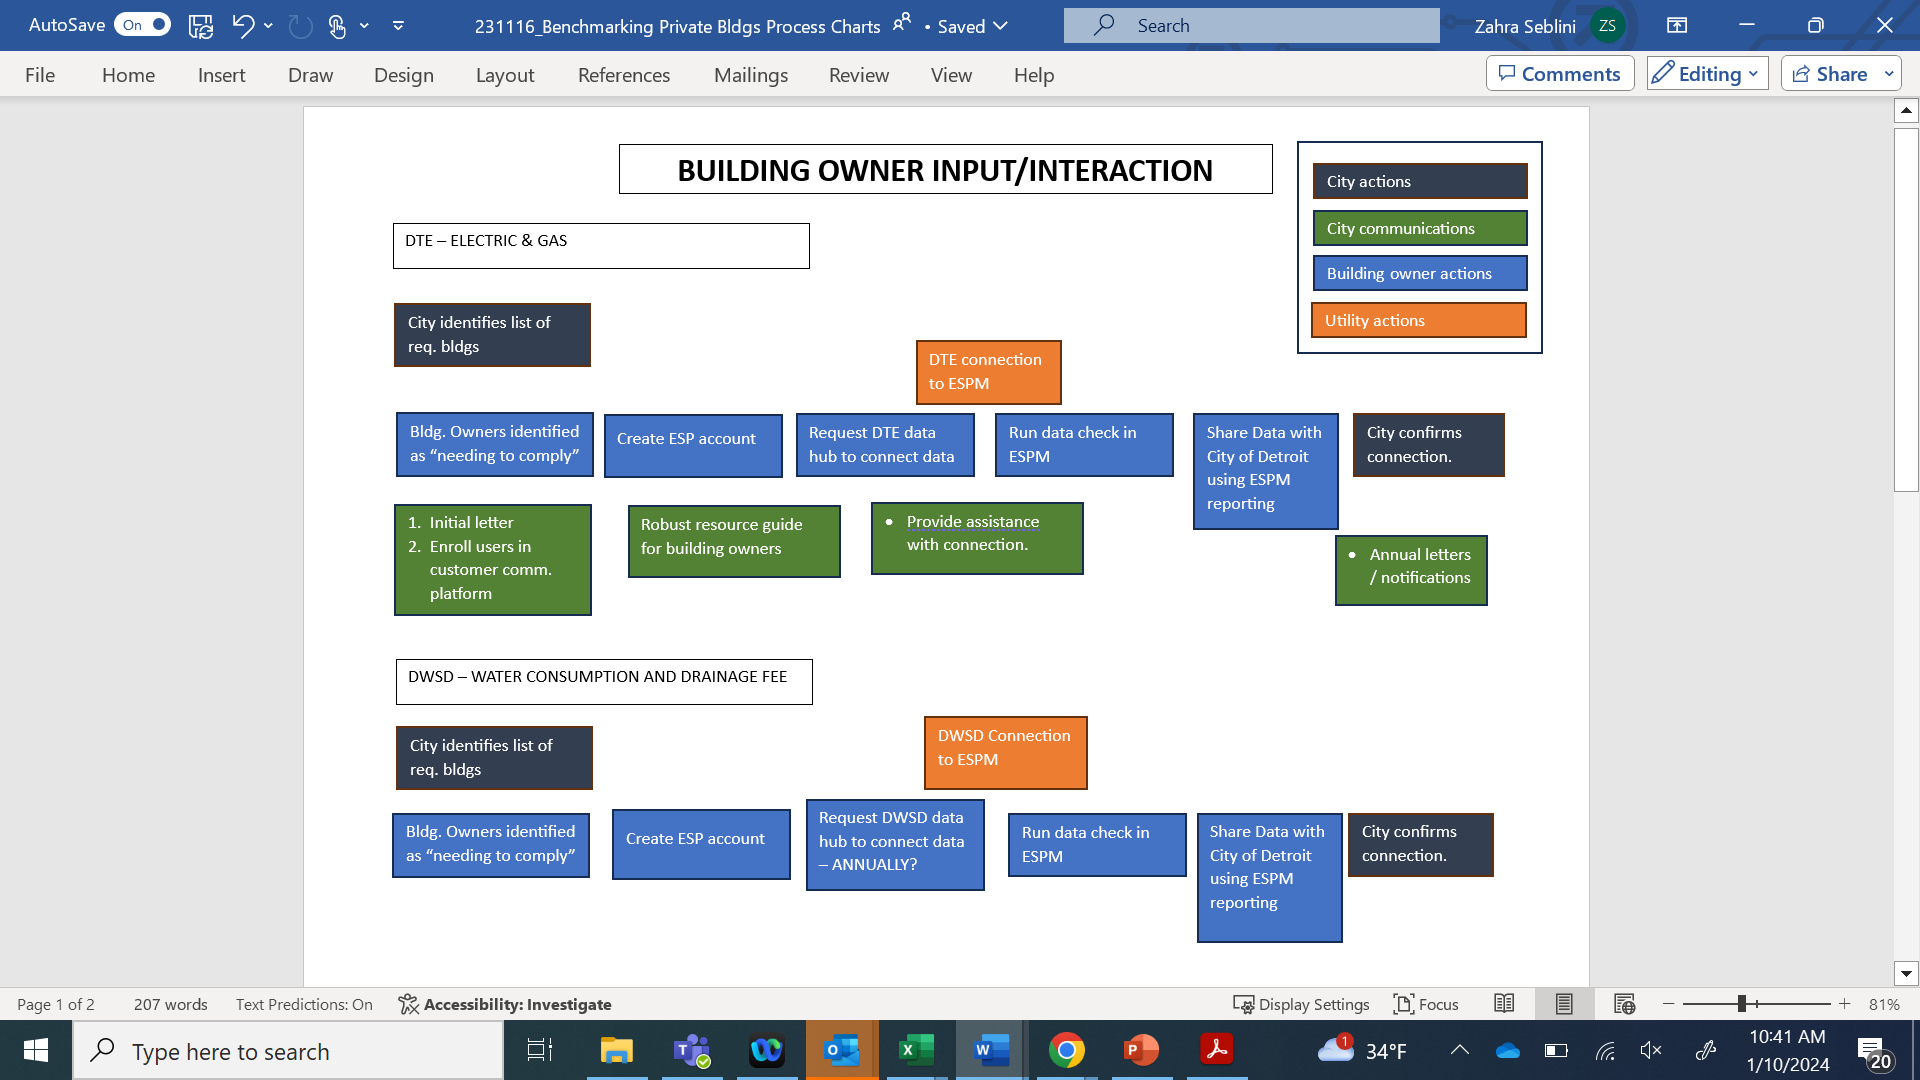 AutoSave On 231116_Benchmarking Private Bldgs Process Charts • Saved Search Zahra Seblini ZS
File Home Insert Draw Design Layout References Mailings Review View Help Comments Editing Share
BUILDING OWNER INPUT/INTERACTION
City actions
City communications
Building owner actions
Utility actions
DTE – ELECTRIC & GAS
City identifies list of
req. bldgs
DTE connection
to ESPM
Bldg. Owners identified
as “needing to comply”
Create ESP account
Request DTE data
hub to connect data
Run data check in
ESPM
Share Data with
City of Detroit
using ESPM
reporting
City confirms
connection.
1. Initial letter
2. Enroll users in
customer comm.
platform
Robust resource guide
for building owners
• Provide assistance
with connection.
• Annual letters
/ notifications
DWSD – WATER CONSUMPTION AND DRAINAGE FEE
City identifies list of
req. bldgs
DWSD Connection
to ESPM
Bldg. Owners identified
as “needing to comply”
Create ESP account
Request DWSD data
hub to connect data
– ANNUALLY?
Run data check in
ESPM
Share Data with
City of Detroit
using ESPM
reporting
City confirms
connection.
Page 1 of 2 207 words Text Predictions: On Accessibility: Investigate Display Settings Focus 81%
Type here to search
1 34°F
10:41 AM
1/10/2024
20